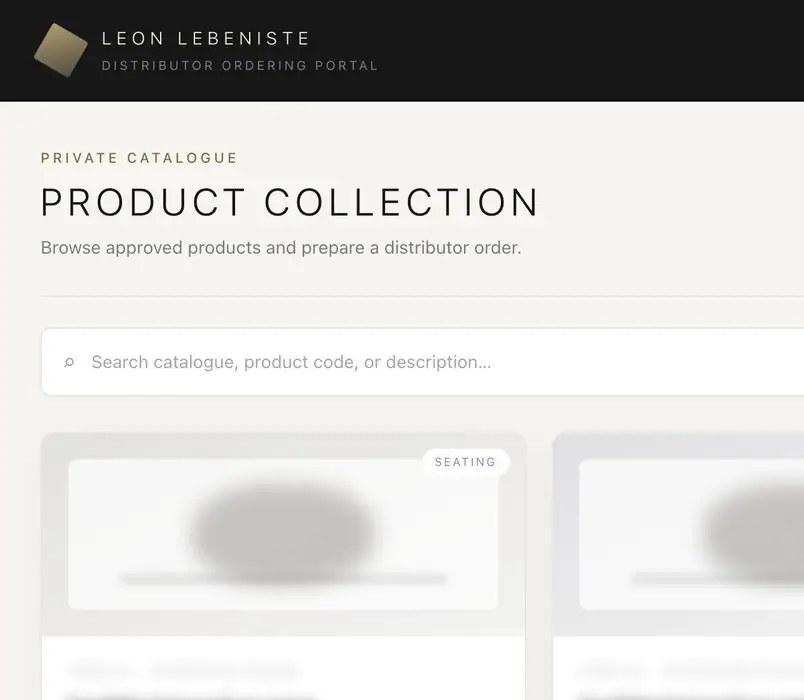 LEON LEBENISTE
DISTRIBUTOR ORDERING PORTAL
PRIVATE CATALOGUE
PRODUCT COLLECTION
Browse approved products and prepare a distributor order.
Search catalogue, product code, or description...
SEATING